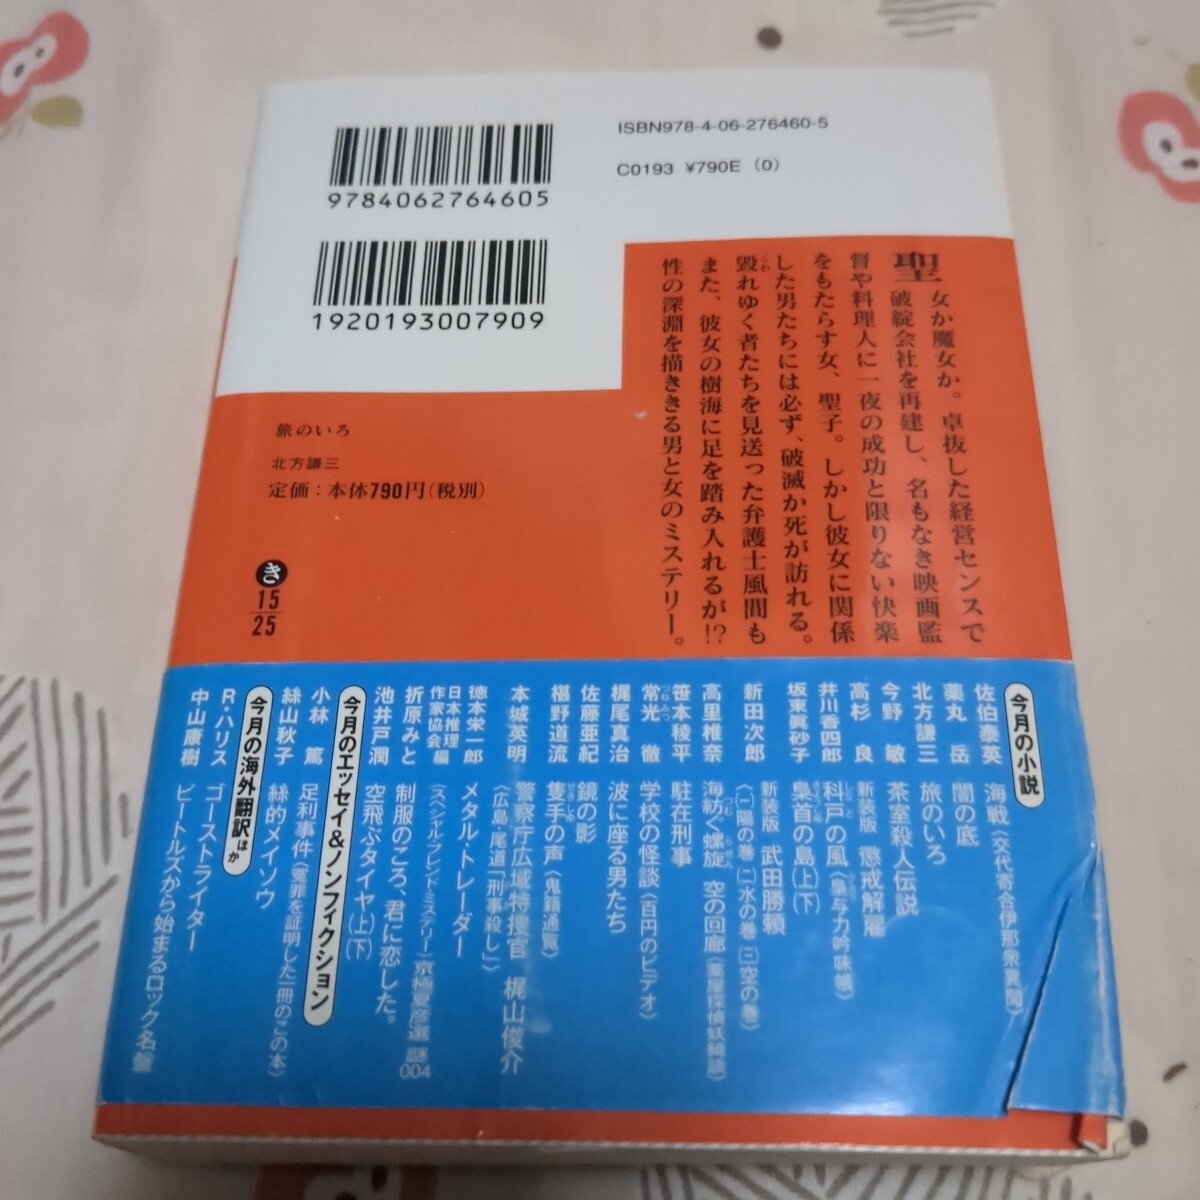 ISBN978-4-06-276460-5
C0193 ¥790E (0)
9784062764605
1920193007909
聖女か魔女か。卓抜した経営センスで
破綻会社を再建し、名もなき映画監
督や料理人に一夜の成功と限りない快楽
をもたらす女、聖子。しかし彼女に関係
した男たちには必ず、破滅か死が訪れる。
毀れゆく者たちを見送った弁護士風間も
こわ
また、彼女の樹海に足を踏み入れるが!?
性の深淵を描ききる男と女のミステリー。
旅のいろ
北方謙三
定価:本体790円(税別)
き
15
25
今月の小説
佐伯泰英 海戦〈交代寄合伊那衆異聞〉
薬丸 岳 闇の底
北方謙三 旅のいろ
今野 敏 茶室殺人伝説
高杉 良 新装版 懲戒解雇
井川香四郎 科戸の風〈梟与力吟味帳〉
坂東眞砂子 梟首の島(上)(下)
新田次郎 新装版 武田勝頼
〈(一)陽の巻 (二)水の巻 (三)空の巻〉
高里椎奈 海紡ぐ螺旋 空の回廊〈薬屋探偵妖綺談〉
笹本稜平 駐在刑事
常光 徹 学校の怪談〈百円のビデオ〉
つねみつ
梶尾真治 波に座る男たち
佐藤亜紀 鏡の影
椹野道流 隻手の声〈鬼籍通覧〉
本城英明 警察庁広域特捜官 梶山俊介
〈広島・尾道「刑事殺し」〉
徳本栄一郎 メタル・トレーダー
日本推理
作家協会編 〈スペシャル・ブレンド・ミステリー〉京極夏彦選 謎004
折原みと 制服のころ、君に恋した。
池井戸潤 空飛ぶタイヤ(上)(下)
今月のエッセイ&ノンフィクション
小林 篤 足利事件〈冤罪を証明した一冊のこの本〉
絲山秋子 絲的メイソウ
今月の海外翻訳ほか
R・ハリス ゴーストライター
中山康樹 ビートルズから始まるロック名盤